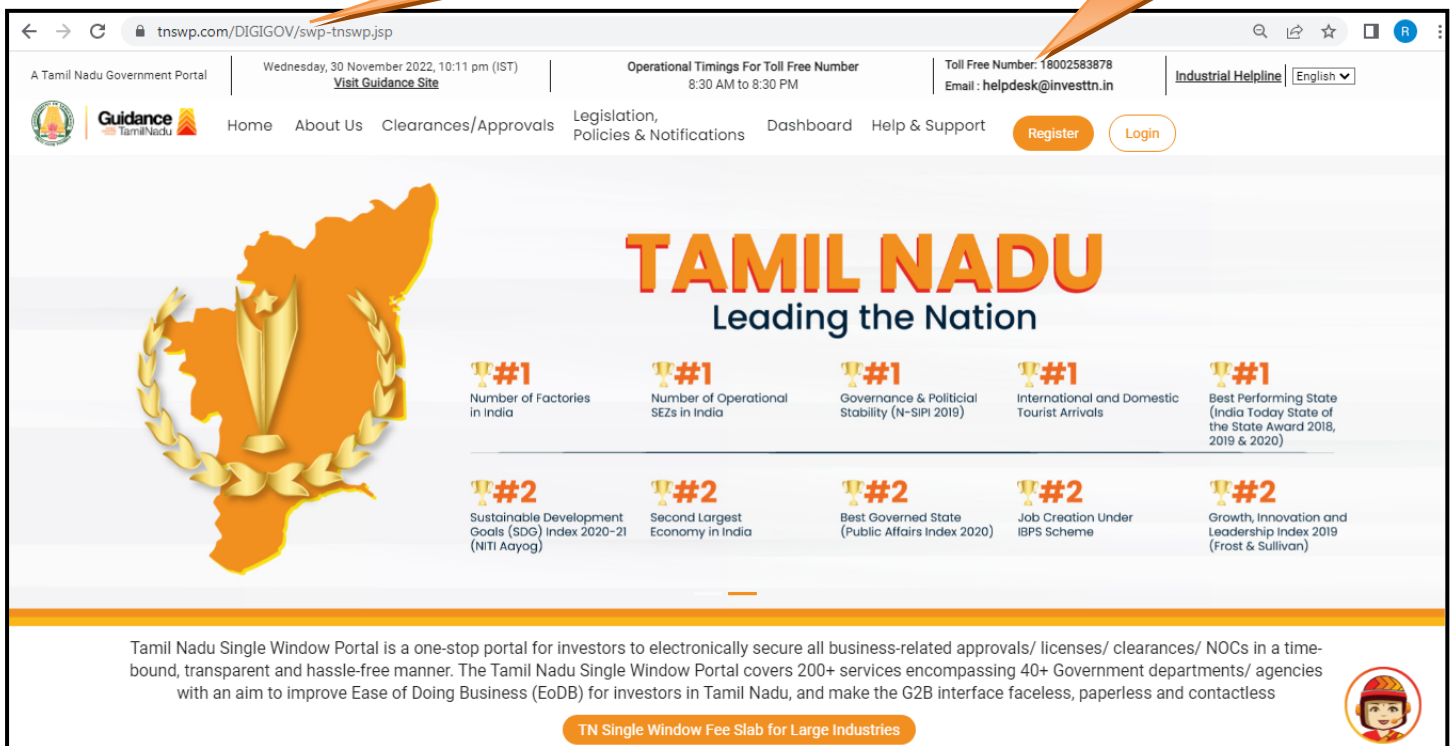 tnswp.com/DIGIGOV/swp-tnswp.jsp
R
A Tamil Nadu Government Portal
Wednesday, 30 November 2022, 10:11 pm (IST)
Visit Guidance Site
Operational Timings For Toll Free Number
8:30 AM to 8:30 PM
Toll Free Number: 18002583878
Email : helpdesk@investtn.in
Industrial Helpline
English
Guidance
TamilNadu
Home
About Us
Clearances/Approvals
Legislation,
Policies & Notifications
Dashboard
Help & Support
Register
Login
TAMIL NADU
Leading the Nation
#1
Number of Factories
in India
#1
Number of Operational
SEZs in India
#1
Governance & Politicial
Stability (N-SIPI 2019)
#1
International and Domestic
Tourist Arrivals
#1
Best Performing State
(India Today State of
the State Award 2018,
2019 & 2020)
#2
Sustainable Development
Goals (SDG) Index 2020-21
(NITI Aayog)
#2
Second Largest
Economy in India
#2
Best Governed State
(Public Affairs Index 2020)
#2
Job Creation Under
IBPS Scheme
#2
Growth, Innovation and
Leadership Index 2019
(Frost & Sullivan)
Tamil Nadu Single Window Portal is a one-stop portal for investors to electronically secure all business-related approvals/ licenses/ clearances/ NOCs in a time-
bound, transparent and hassle-free manner. The Tamil Nadu Single Window Portal covers 200+ services encompassing 40+ Government departments/ agencies
with an aim to improve Ease of Doing Business (EoDB) for investors in Tamil Nadu, and make the G2B interface faceless, paperless and contactless
TN Single Window Fee Slab for Large Industries